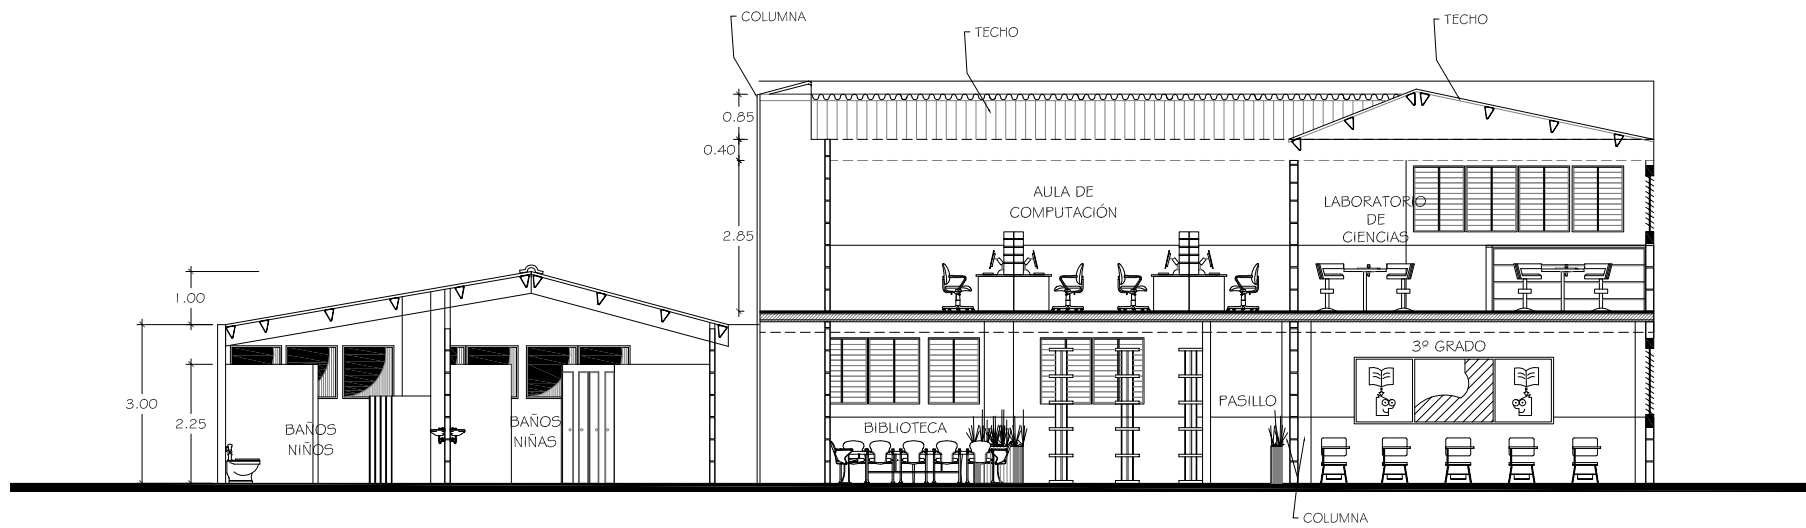 COLUMNA
TECHO
TECHO
0.85
0.40
2.85
AULA DE
COMPUTACIÓN
LABORATORIO
DE
CIENCIAS
1.00
3.00
2.25
BAÑOS
NIÑOS
BAÑOS
NIÑAS
BIBLIOTECA
PASILLO
3º GRADO
COLUMNA